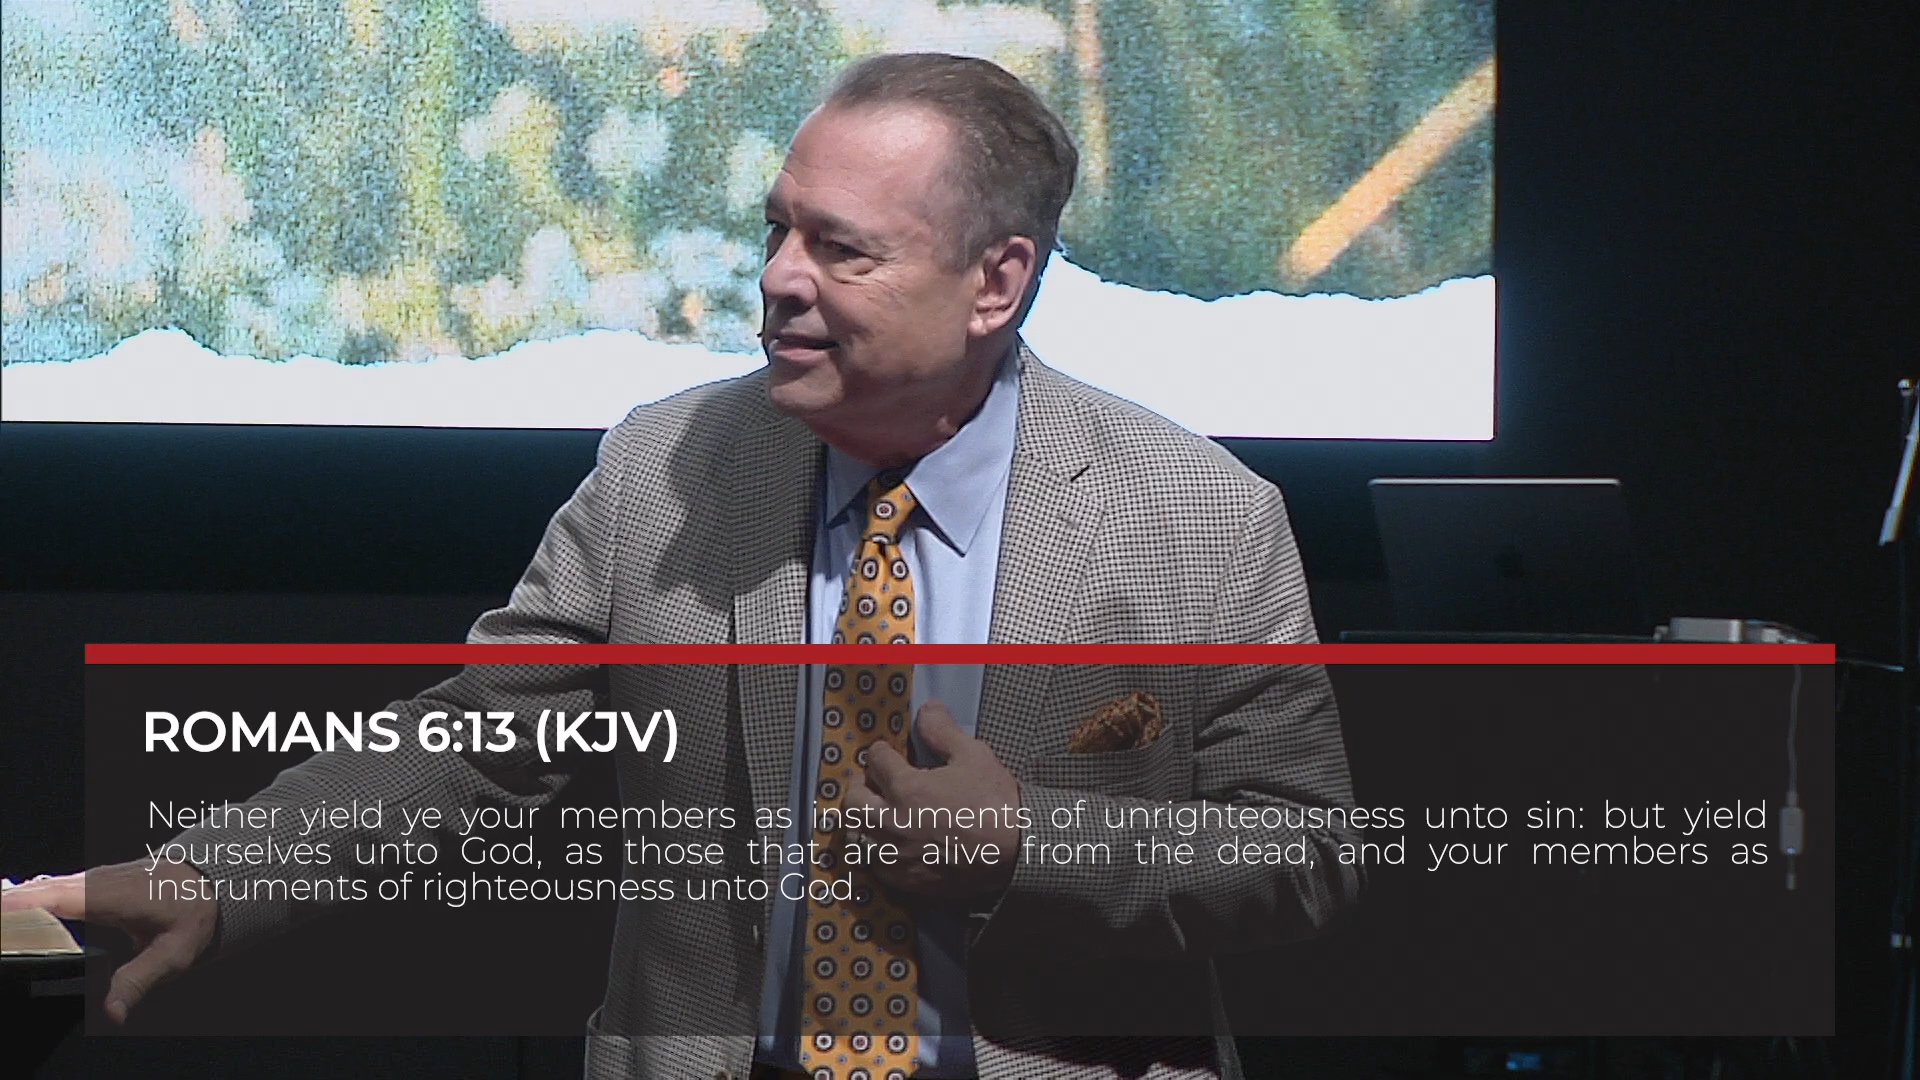 ROMANS 6:13 (KJV)
Neither yield ye your members as instruments of unrighteousness unto sin: but yield
yourselves unto God, as those that are alive from the dead, and your members as
instruments of righteousness unto God.